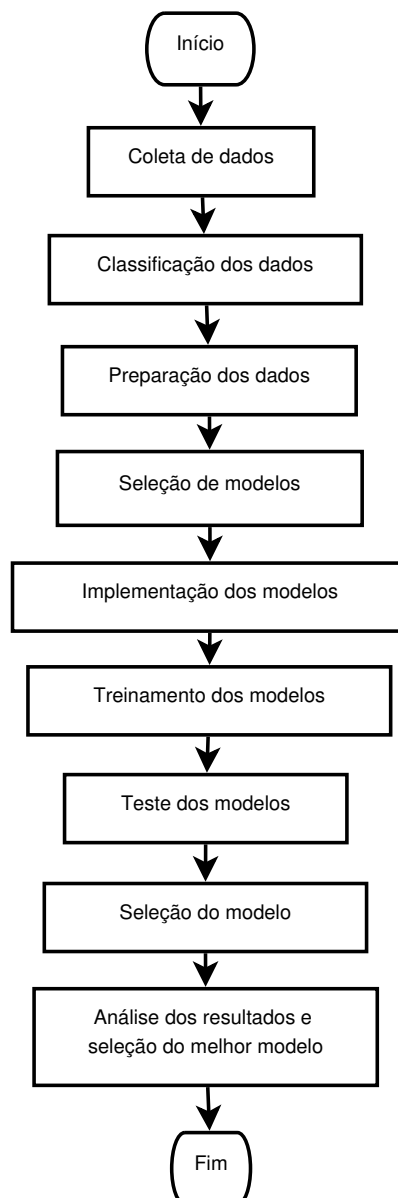 Início
Coleta de dados
Classificação dos dados
Preparação dos dados
Seleção de modelos
Implementação dos modelos
Treinamento dos modelos
Teste dos modelos
Seleção do modelo
Análise dos resultados e
seleção do melhor modelo
Fim